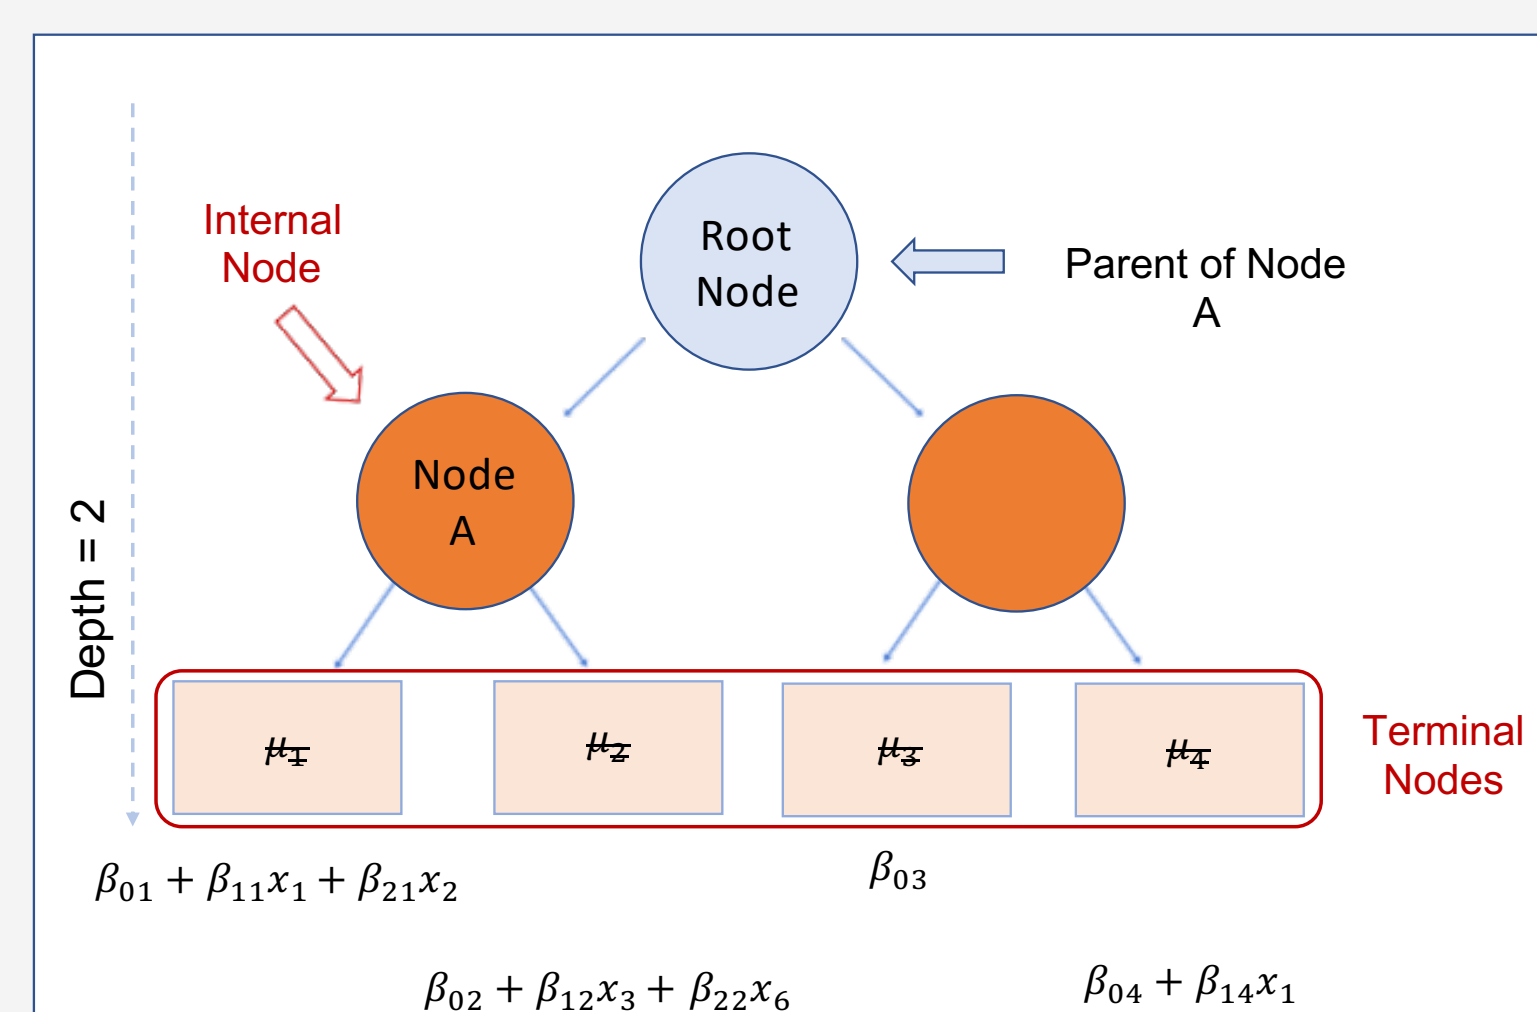 Internal
Node
Root
Node
Parent of Node
A
Node
A
Depth = 2
μ₁
μ₂
μ₃
μ₄
Terminal
Nodes
β₀₁ + β₁₁x₁ + β₂₁x₂
β₀₃
β₀₂ + β₁₂x₃ + β₂₂x₆
β₀₄ + β₁₄x₁